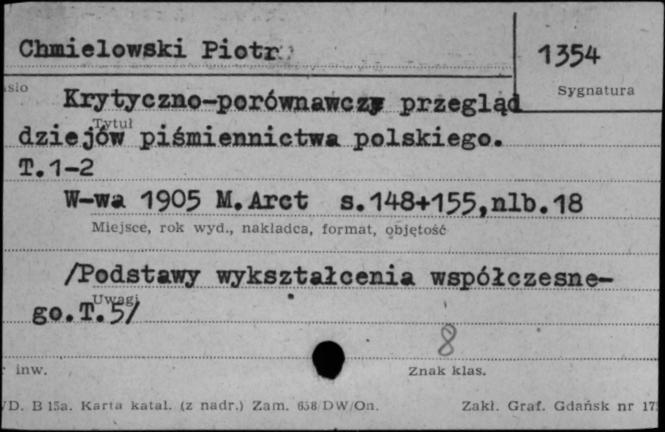 Chmielowski Piotr
1354
Sygnatura
Krytyczno-porównawczy przegląd
Tytuł
dziejów piśmiennictwa polskiego.
T.1-2
W-wa 1905 M.Arct s.148+155,nlb.18
Miejsce, rok wyd., nakładca, format, objętość
/Podstawy wykształcenia współczesne-
Uwagi
go.T.5/
8
inw.
Znak klas.
D. B 15a. Karta katal. (z nadr.) Zam. 658/DW/On.
Zakł. Graf. Gdańsk nr 17